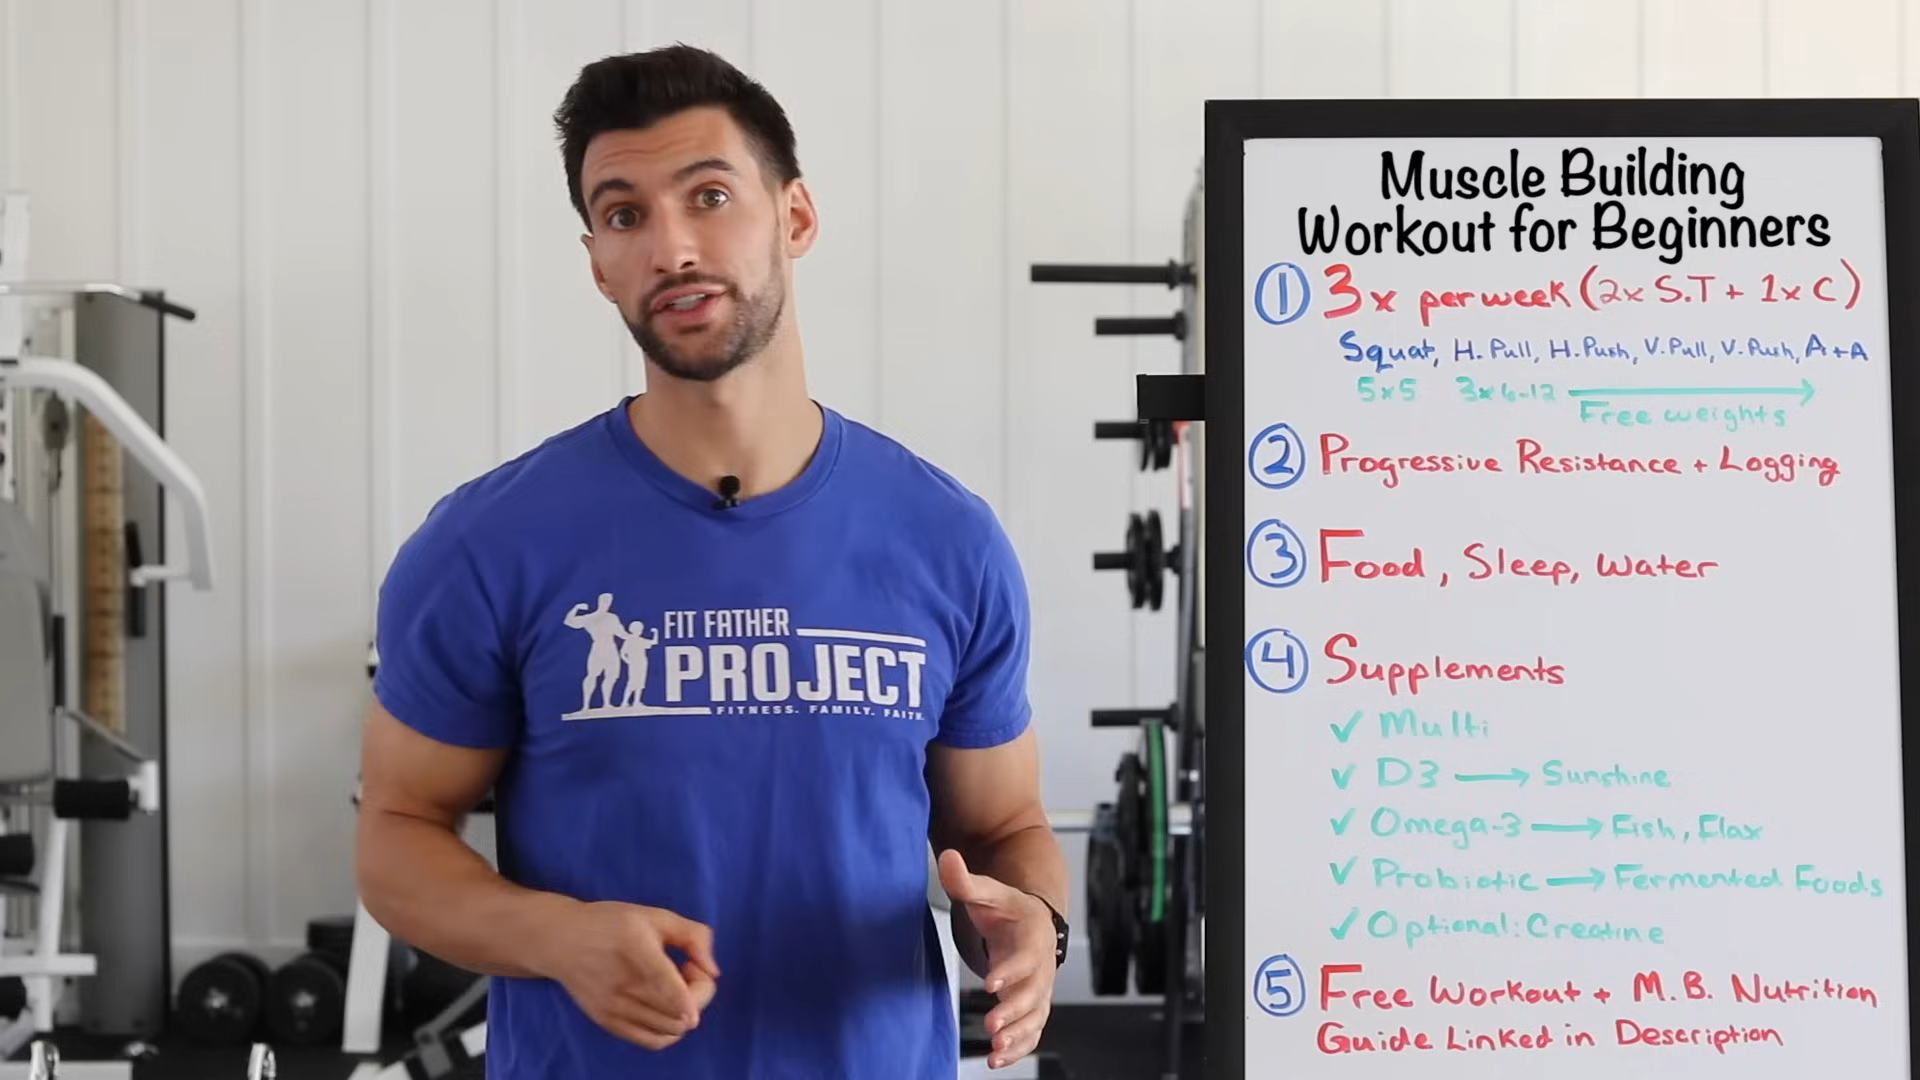 FIT FATHER
PROJECT
FITNESS. FAMILY. FAITH.
Muscle Building
Workout for Beginners
1 3x per week (2x S.T + 1x C)
Squat, H. Pull, H. Push, V. Pull, V. Push, A+A
5x5 3x6-12 →
Free weights
2 Progressive Resistance + Logging
3 Food, Sleep, Water
4 Supplements
✓ Multi
✓ D3 → Sunshine
✓ Omega-3 → Fish, Flax
✓ Probiotic → Fermented Foods
✓ Optional: Creatine
5 Free Workout + M.B. Nutrition
Guide Linked in Description